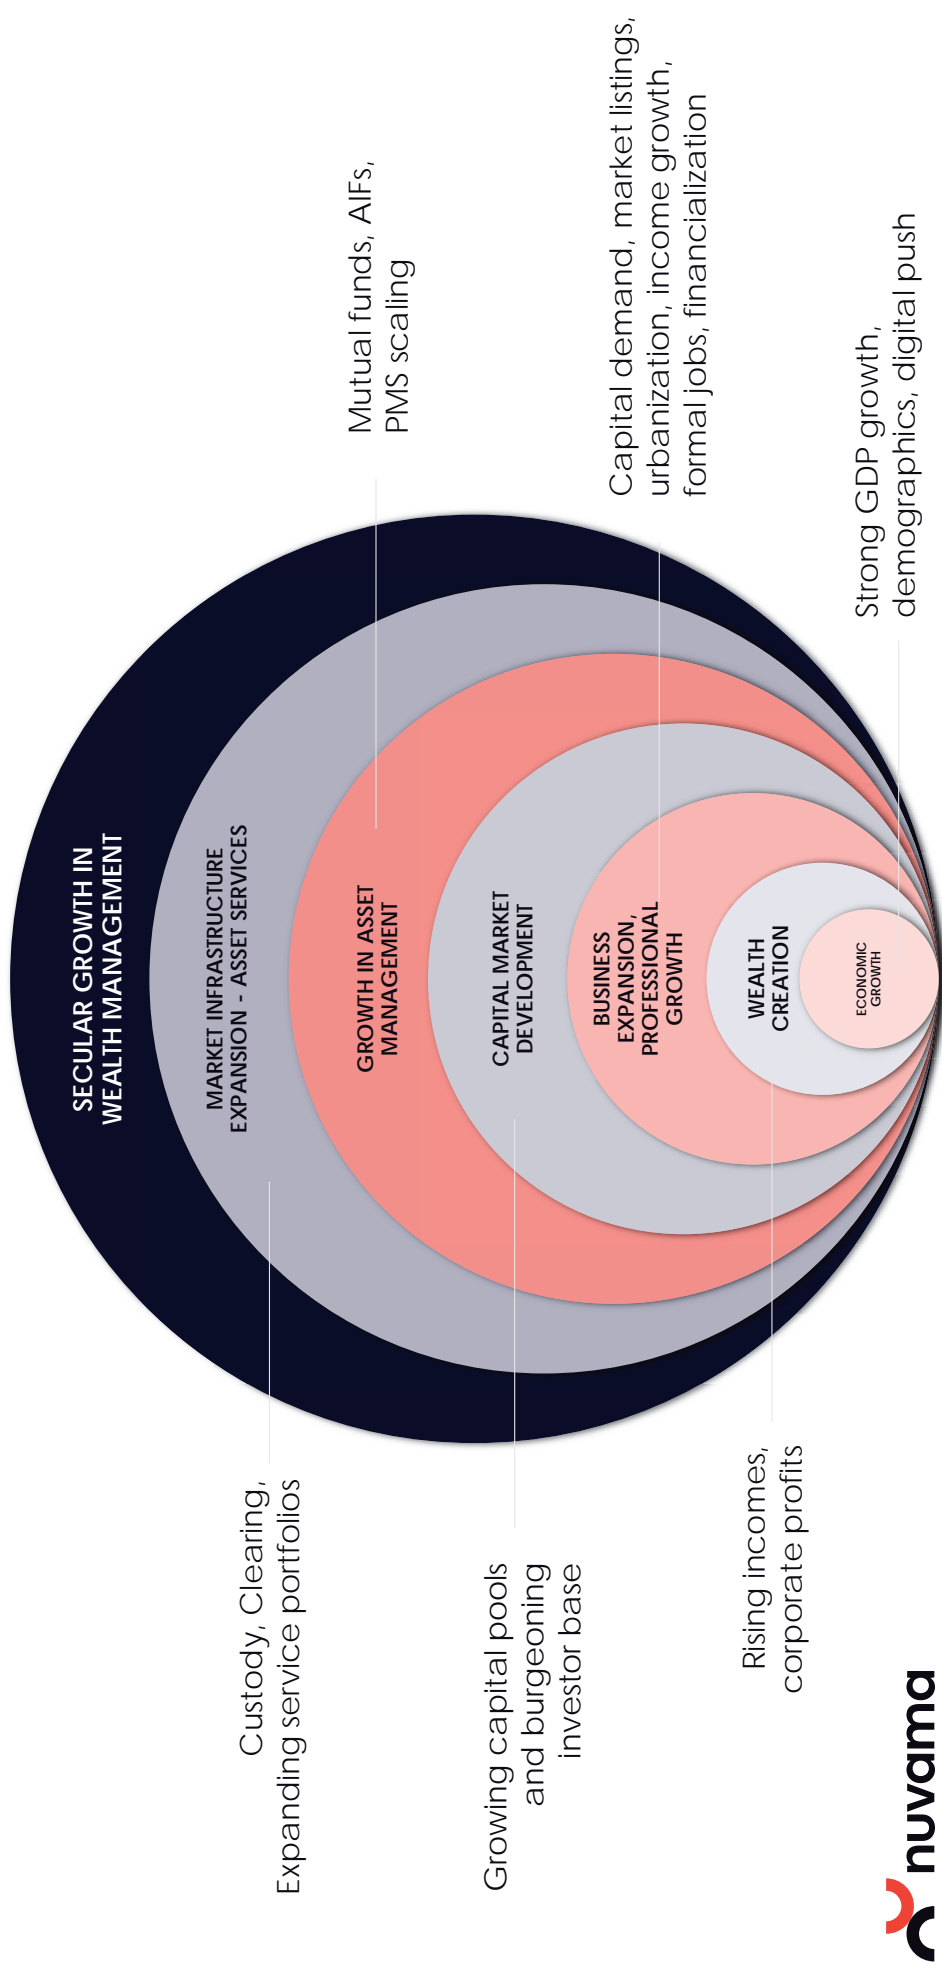 SECULAR GROWTH IN
WEALTH MANAGEMENT
MARKET INFRASTRUCTURE
EXPANSION - ASSET SERVICES
Custody, Clearing,
Expanding service portfolios
GROWTH IN ASSET
MANAGEMENT
Mutual funds, AIFs,
PMS scaling
CAPITAL MARKET
DEVELOPMENT
Growing capital pools
and burgeoning
investor base
BUSINESS
EXPANSION,
PROFESSIONAL
GROWTH
Capital demand, market listings,
urbanization, income growth,
formal jobs, financialization
WEALTH
CREATION
Rising incomes,
corporate profits
ECONOMIC
GROWTH
Strong GDP growth,
demographics, digital push
nuvama